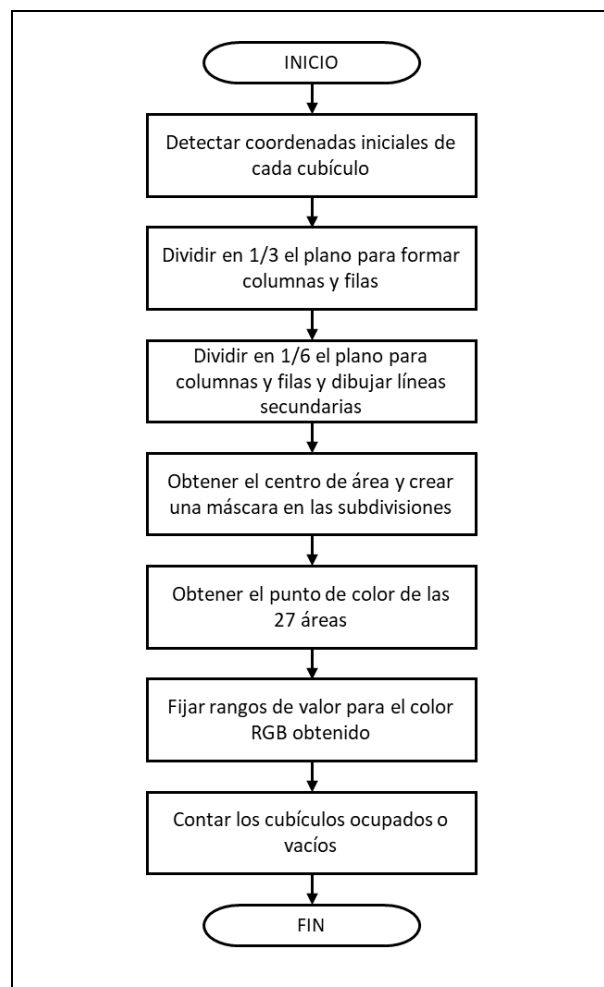 INICIO
Detectar coordenadas iniciales de
cada cubículo
Dividir en 1/3 el plano para formar
columnas y filas
Dividir en 1/6 el plano para
columnas y filas y dibujar líneas
secundarias
Obtener el centro de área y crear
una máscara en las subdivisiones
Obtener el punto de color de las
27 áreas
Fijar rangos de valor para el color
RGB obtenido
Contar los cubículos ocupados o
vacíos
FIN